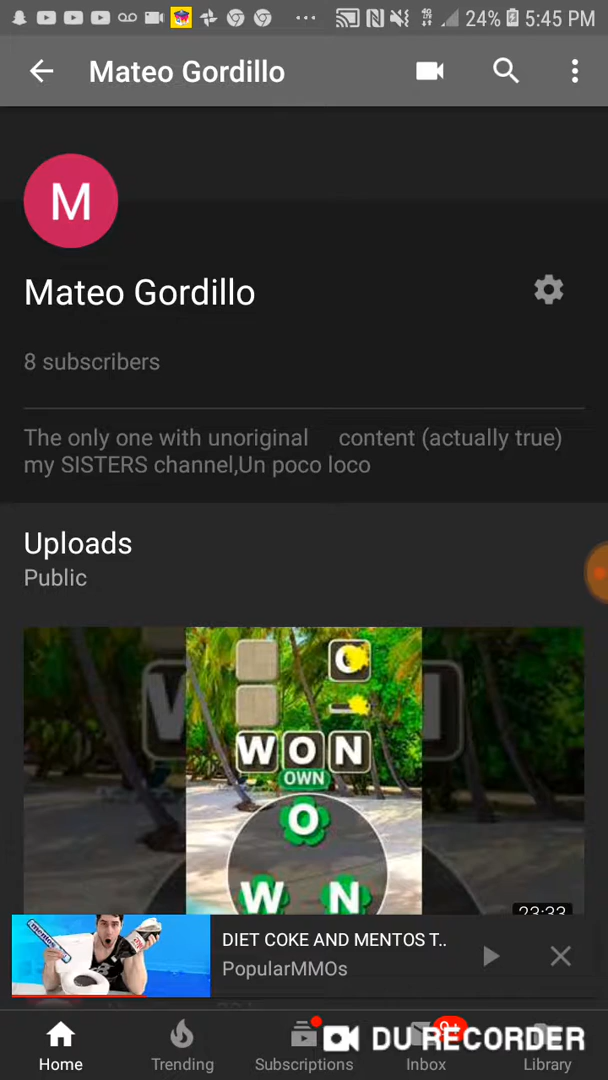 24% 5:45 PM
Mateo Gordillo
M
Mateo Gordillo
8 subscribers
The only one with unoriginal content (actually true)
my SISTERS channel,Un poco loco
Uploads
Public
W O N
OWN
O
W N
23:33
mentos
DIET COKE AND MENTOS T..
PopularMMOs
9+
DU RECORDER
Home Trending Subscriptions Inbox Library